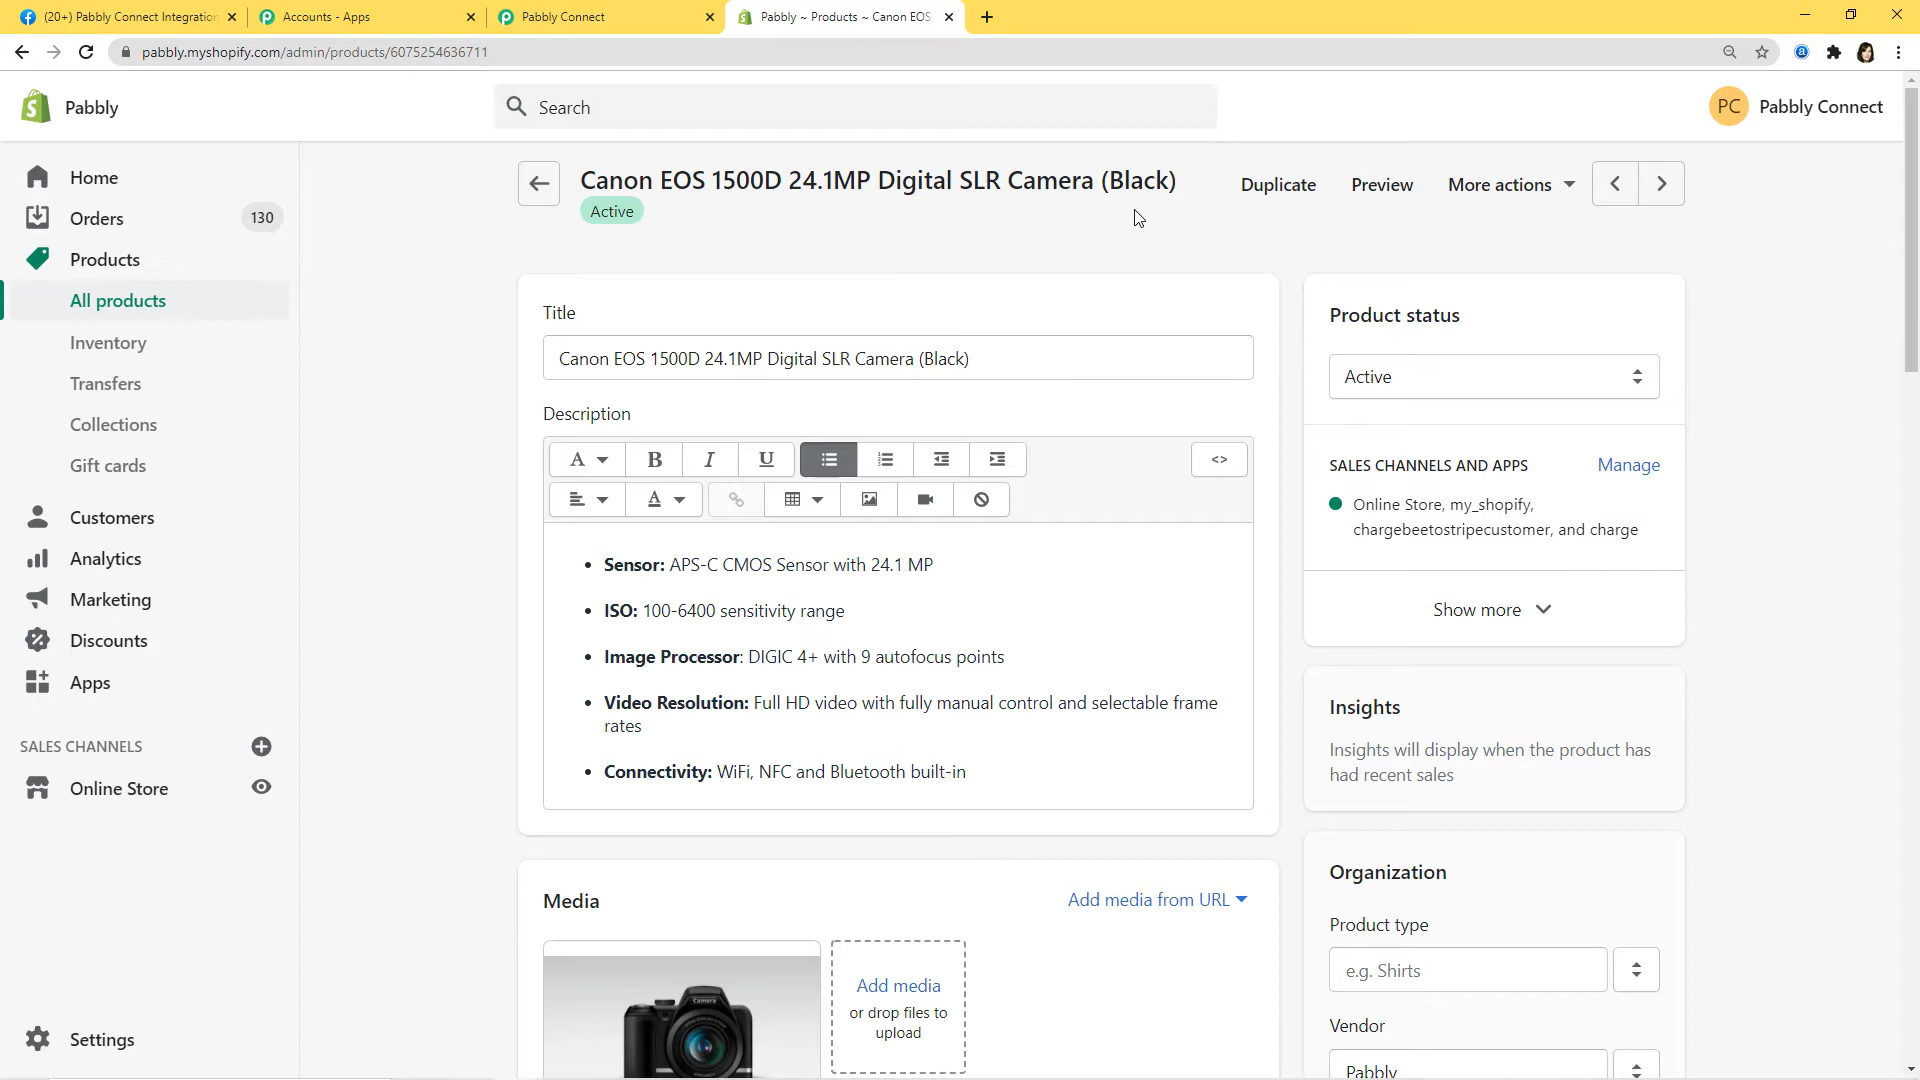 (20+) Pabbly Connect Integration
Accounts - Apps
Pabbly Connect
Pabbly ~ Products ~ Canon EOS
pabbly.myshopify.com/admin/products/6075254636711
Pabbly
Search
PC Pabbly Connect
Home
Orders 130
Products
All products
Inventory
Transfers
Collections
Gift cards
Customers
Analytics
Marketing
Discounts
Apps
SALES CHANNELS
Online Store
Settings
Canon EOS 1500D 24.1MP Digital SLR Camera (Black)
Active
Duplicate Preview More actions
Title
Canon EOS 1500D 24.1MP Digital SLR Camera (Black)
Description
A B I U <>
A
• Sensor: APS-C CMOS Sensor with 24.1 MP
• ISO: 100-6400 sensitivity range
• Image Processor: DIGIC 4+ with 9 autofocus points
• Video Resolution: Full HD video with fully manual control and selectable frame
rates
• Connectivity: WiFi, NFC and Bluetooth built-in
Media
Add media from URL
Camera
Add media
or drop files to
upload
Product status
Active
SALES CHANNELS AND APPS Manage
Online Store, my_shopify,
chargebeetostripecustomer, and charge
Show more
Insights
Insights will display when the product has
had recent sales
Organization
Product type
e.g. Shirts
Vendor
Pabbly